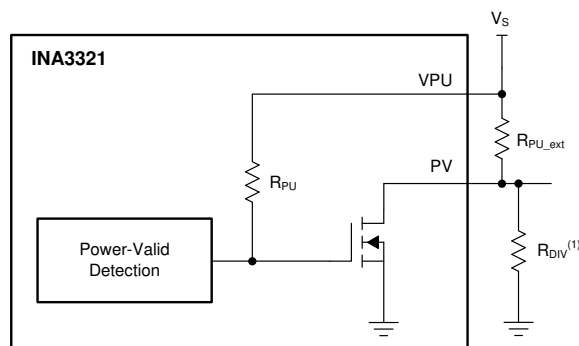 V_S
INA3321
VPU
R_PU_ext
PV
R_PU
Power-Valid
Detection
R_DIV^(1)